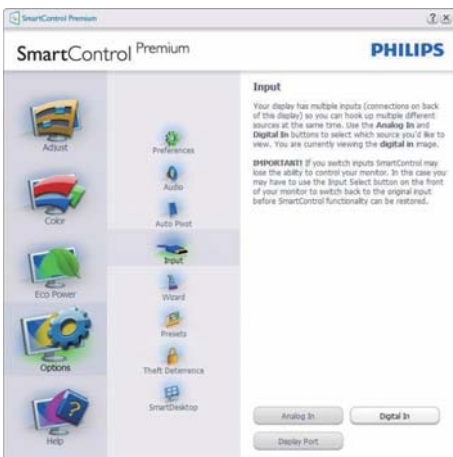 SmartControl Premium
SmartControl Premium
PHILIPS
Adjust
Color
Eco Power
Options
Help
Preferences
Audio
Auto Pivot
Input
Wizard
Presets
Theft Deterrence
SmartDesktop
Input
Your display has multiple inputs (connections on back
of the display) so you can hook up multiple different
sources at the same time. Use the Analog In and
Digital In buttons to select which source you'd like to
view. You are currently viewing the digital in image.
IMPORTANT! If you switch inputs SmartControl may
lose the ability to control your monitor. In the case you
may have to use the Input Select button on the front
of your monitor to switch back to the original input
before SmartControl functionality can be restored.
Analog In
Digital In
Display Port